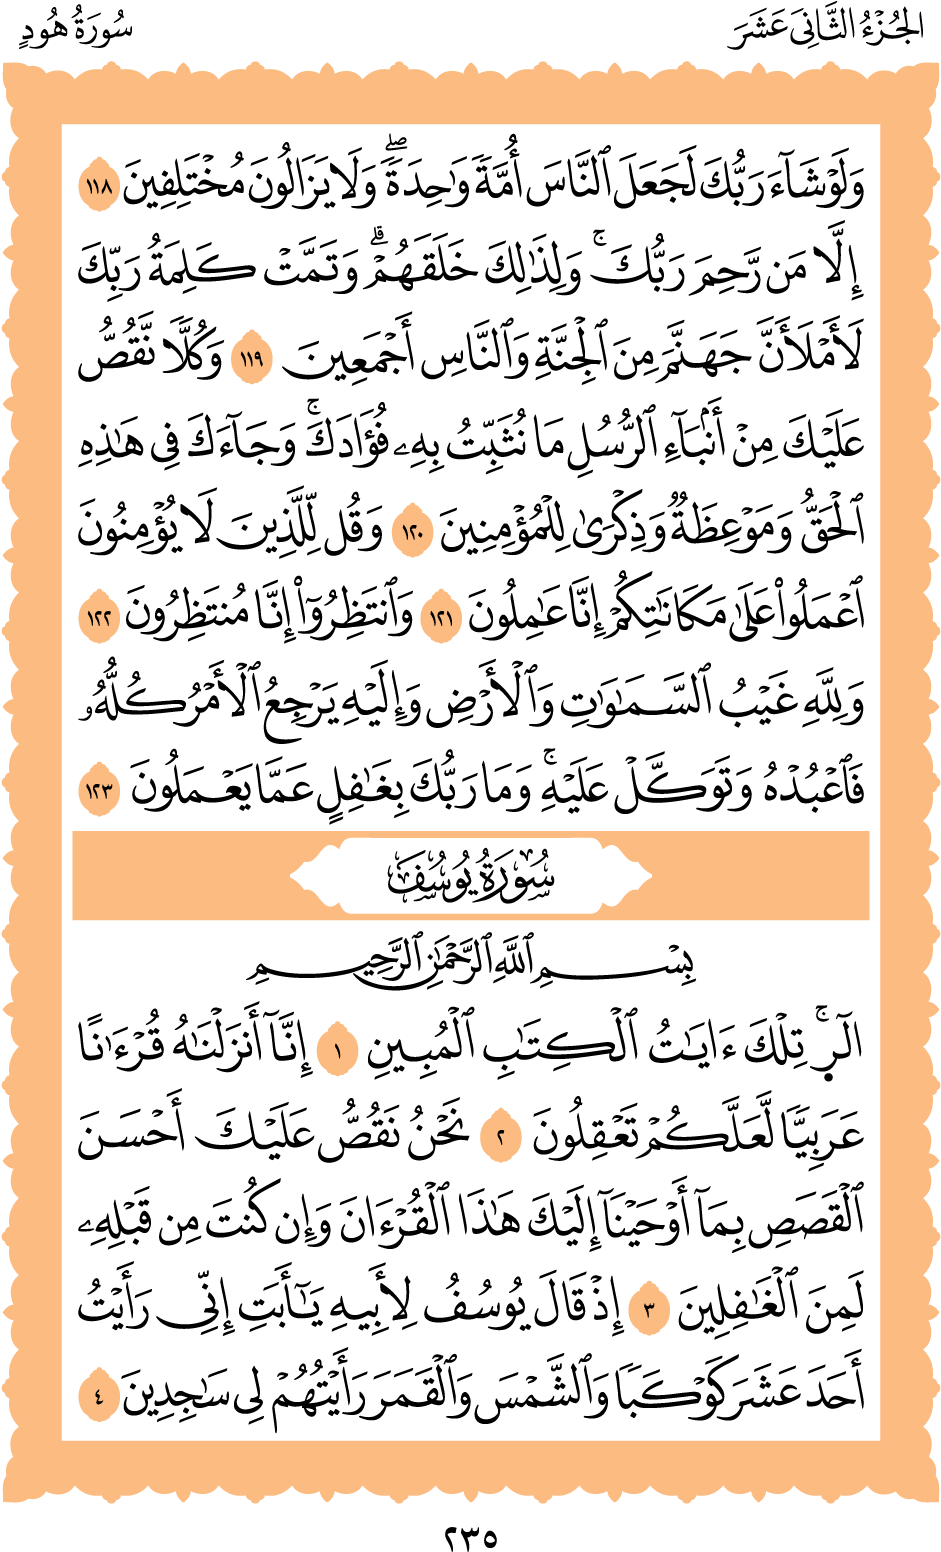 الجُزْءُ الثَّانِيَ عَشَرَ
سُورَةُ هُودٍ
وَلَوْ شَآءَ رَبُّكَ لَجَعَلَ ٱلنَّاسَ أُمَّةً وَٰحِدَةً ۖ وَلَا يَزَالُونَ مُخْتَلِفِينَ ١١٨
إِلَّا مَن رَّحِمَ رَبُّكَ ۚ وَلِذَٰلِكَ خَلَقَهُمْ ۗ وَتَمَّتْ كَلِمَةُ رَبِّكَ
لَأَمْلَأَنَّ جَهَنَّمَ مِنَ ٱلْجِنَّةِ وَٱلنَّاسِ أَجْمَعِينَ ١١٩ وَكُلًّا نَّقُصُّ
عَلَيْكَ مِنْ أَنۢبَآءِ ٱلرُّسُلِ مَا نُثَبِّتُ بِهِۦ فُؤَادَكَ ۚ وَجَآءَكَ فِى هَٰذِهِ
ٱلْحَقُّ وَمَوْعِظَةٌ وَذِكْرَىٰ لِلْمُؤْمِنِينَ ١٢٠ وَقُل لِّلَّذِينَ لَا يُؤْمِنُونَ
ٱعْمَلُوا۟ عَلَىٰ مَكَانَتِكُمْ إِنَّا عَٰمِلُونَ ١٢١ وَٱنتَظِرُوٓا۟ إِنَّا مُنتَظِرُونَ ١٢٢
وَلِلَّهِ غَيْبُ ٱلسَّمَٰوَٰتِ وَٱلْأَرْضِ وَإِلَيْهِ يَرْجِعُ ٱلْأَمْرُ كُلُّهُۥ
فَٱعْبُدْهُ وَتَوَكَّلْ عَلَيْهِ ۚ وَمَا رَبُّكَ بِغَٰفِلٍ عَمَّا يَعْمَلُونَ ١٢٣
سُورَةُ يُوسُفَ
بِسْمِ ٱللَّهِ ٱلرَّحْمَٰنِ ٱلرَّحِيمِ
الٓر ۚ تِلْكَ ءَايَٰتُ ٱلْكِتَٰبِ ٱلْمُبِينِ ١ إِنَّآ أَنزَلْنَٰهُ قُرْءَٰنًا
عَرَبِيًّا لَّعَلَّكُمْ تَعْقِلُونَ ٢ نَحْنُ نَقُصُّ عَلَيْكَ أَحْسَنَ
ٱلْقَصَصِ بِمَآ أَوْحَيْنَآ إِلَيْكَ هَٰذَا ٱلْقُرْءَانَ وَإِن كُنتَ مِن قَبْلِهِۦ
لَمِنَ ٱلْغَٰفِلِينَ ٣ إِذْ قَالَ يُوسُفُ لِأَبِيهِ يَٰٓأَبَتِ إِنِّى رَأَيْتُ
أَحَدَ عَشَرَ كَوْكَبًا وَٱلشَّمْسَ وَٱلْقَمَرَ رَأَيْتُهُمْ لِى سَٰجِدِينَ ٤
٢٣٥